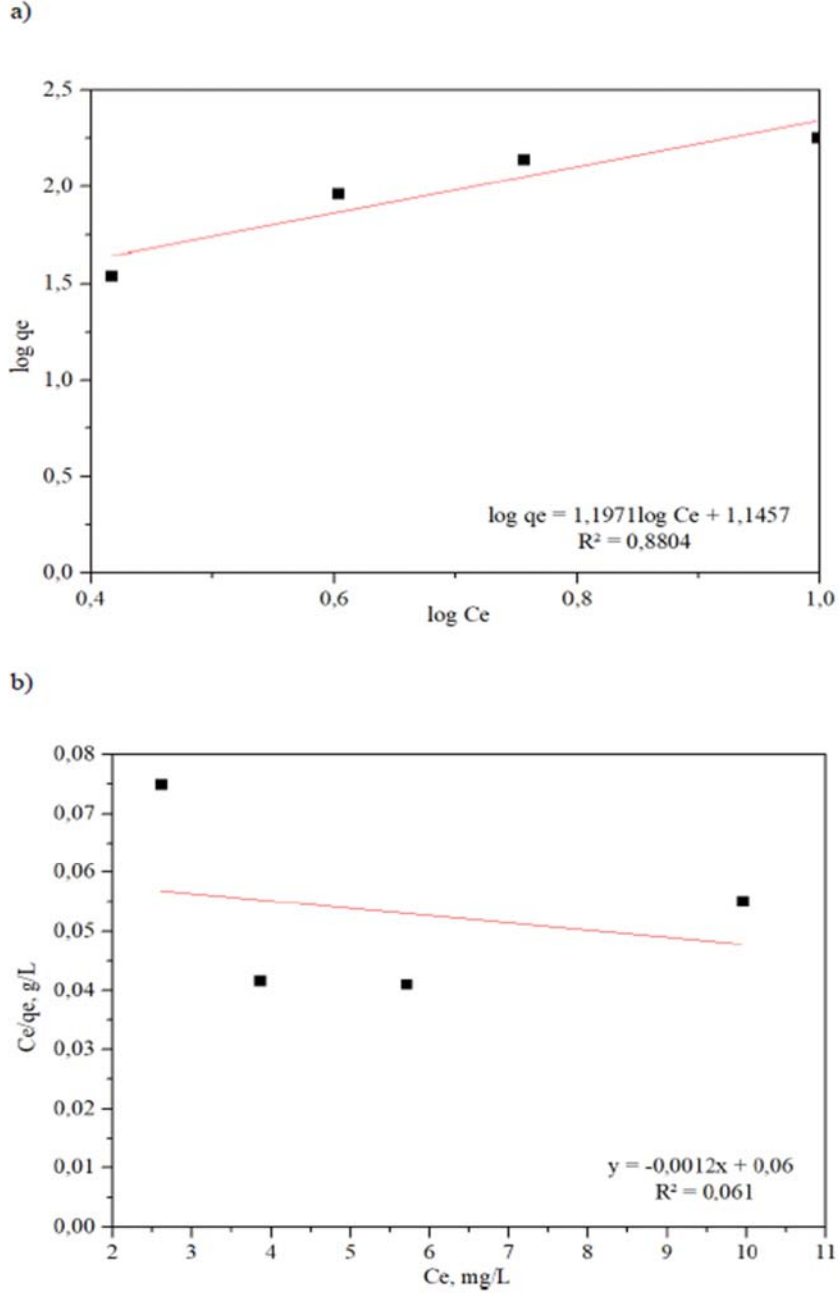 a)
2,5
2,0
1,5
1,0
0,5
0,0
log qe
log qe = 1,1971log Ce + 1,1457
R² = 0,8804
0,4 0,6 0,8 1,0
log Ce
b)
0,08
0,07
0,06
0,05
0,04
0,03
0,02
0,01
0,00
Ce/qe, g/L
y = -0,0012x + 0,06
R² = 0,061
2 3 4 5 6 7 8 9 10 11
Ce, mg/L